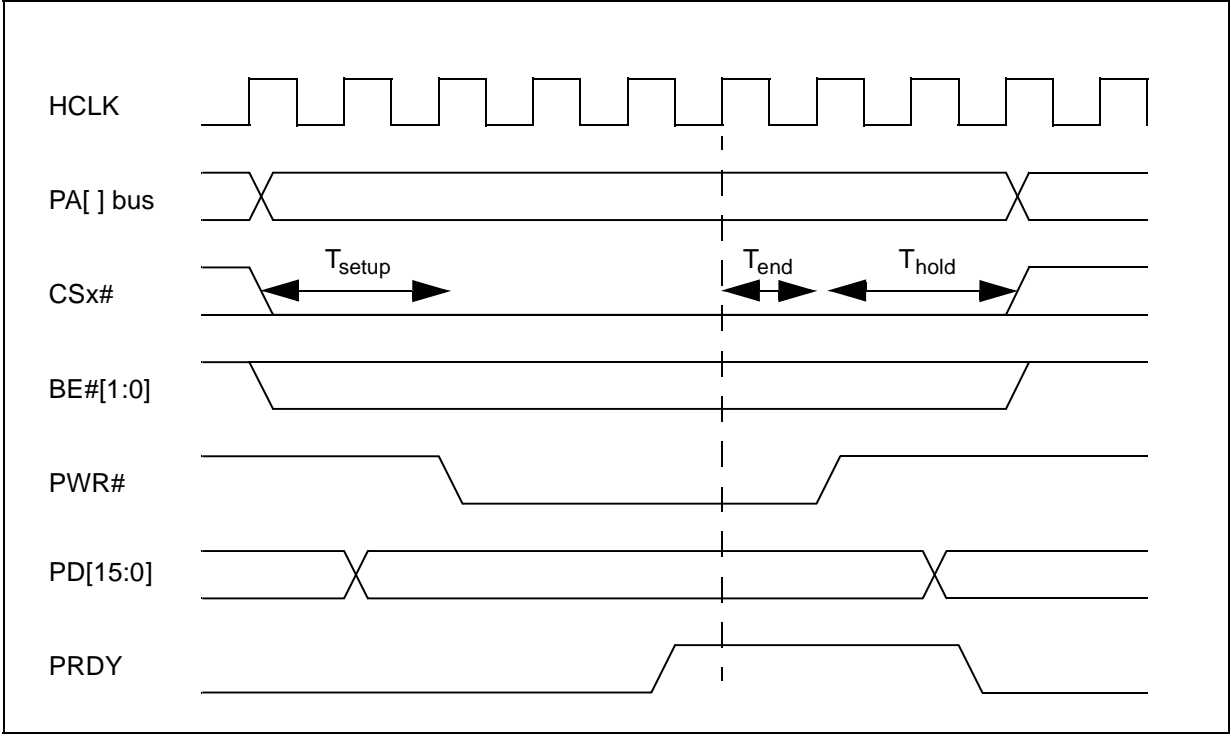 HCLK
PA[ ] bus
CSx#
Tsetup
Tend
Thold
BE#[1:0]
PWR#
PD[15:0]
PRDY